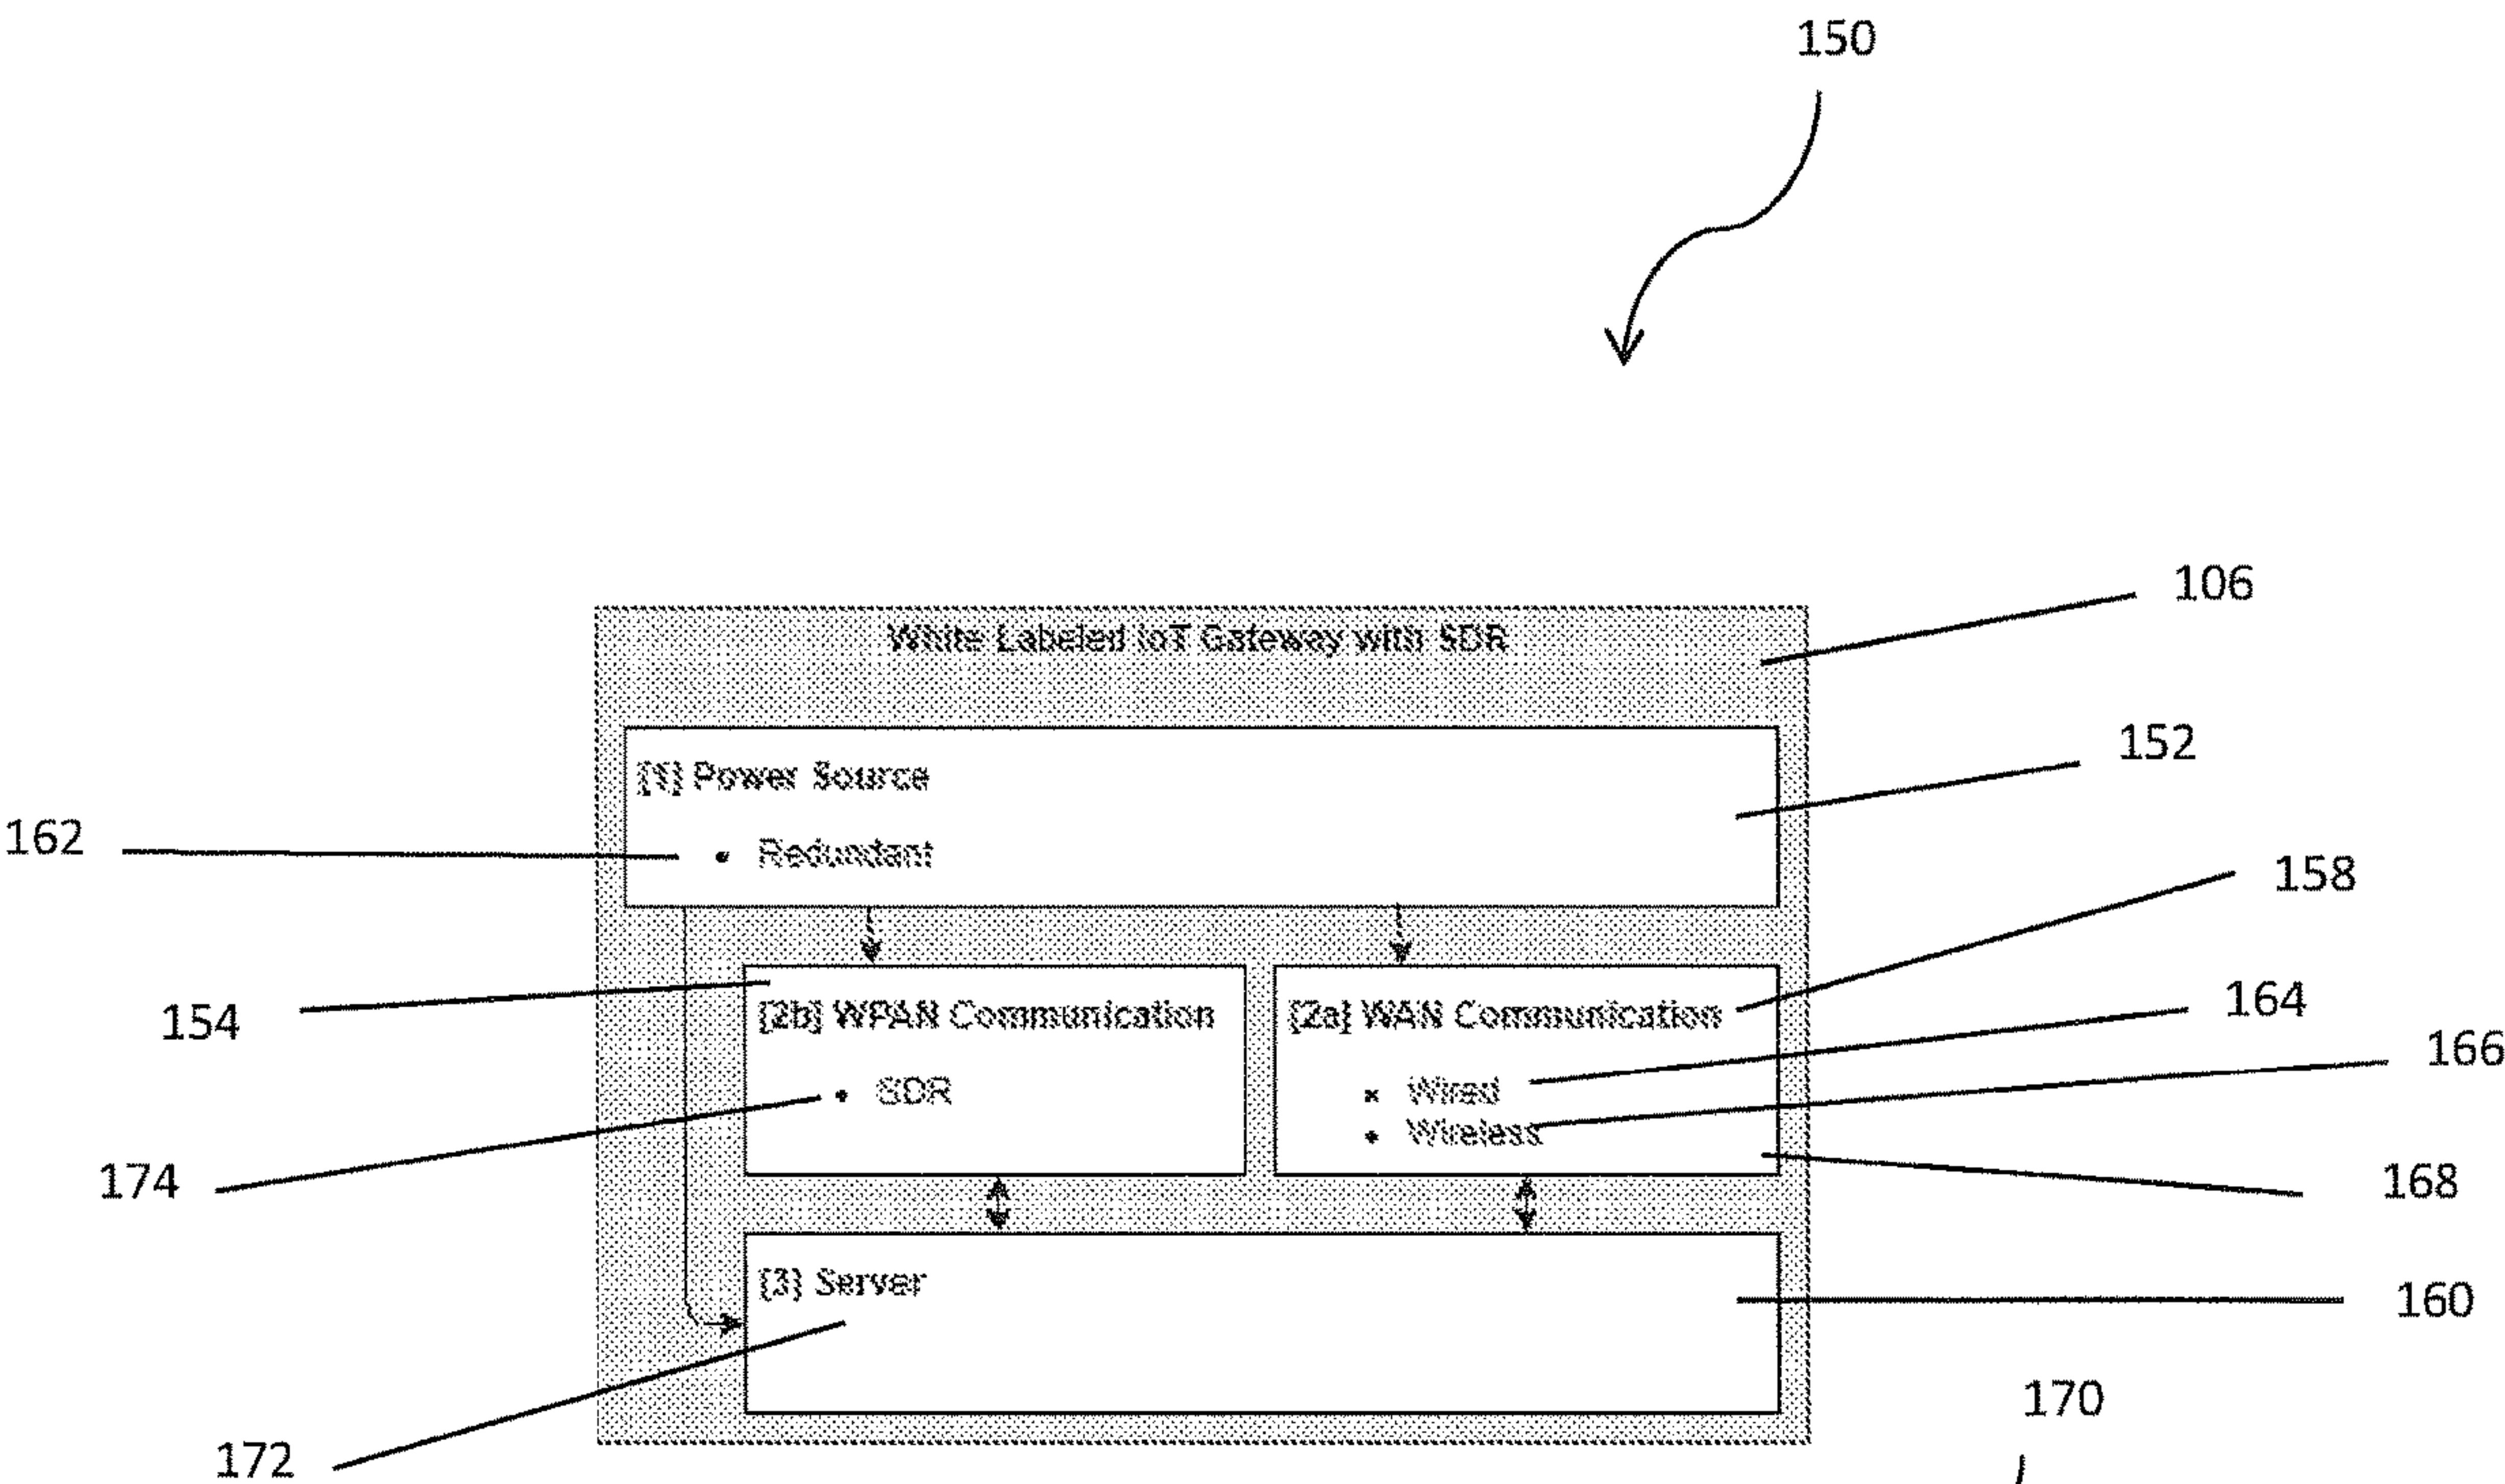 150
106
White Labeled IoT Gateway with SDR
152
[1] Power Source
162
• Redundant
158
154
[2b] WPAN Communication
[2a] WAN Communication
164
166
174
• SDR
• Wired
• Wireless
168
[3] Server
160
170
172